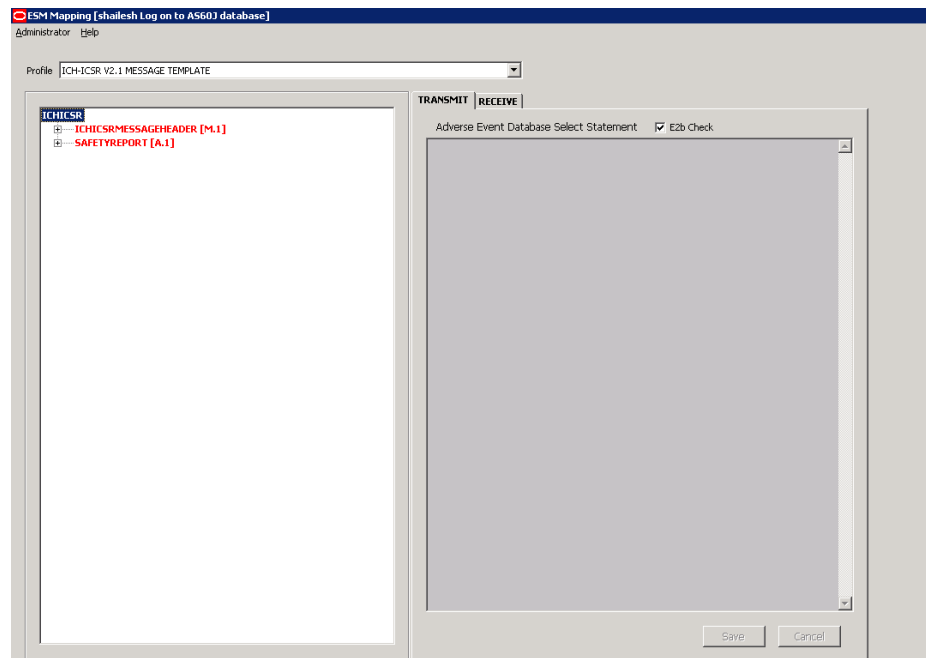 ESM Mapping [shailesh Log on to AS60J database]
Administrator Help
Profile ICH-ICSR V2.1 MESSAGE TEMPLATE
TRANSMIT RECEIVE
ICHICSR
ICHICSRMESSAGEHEADER [M.1]
SAFETYREPORT [A.1]
Adverse Event Database Select Statement E2b Check
Save Cancel